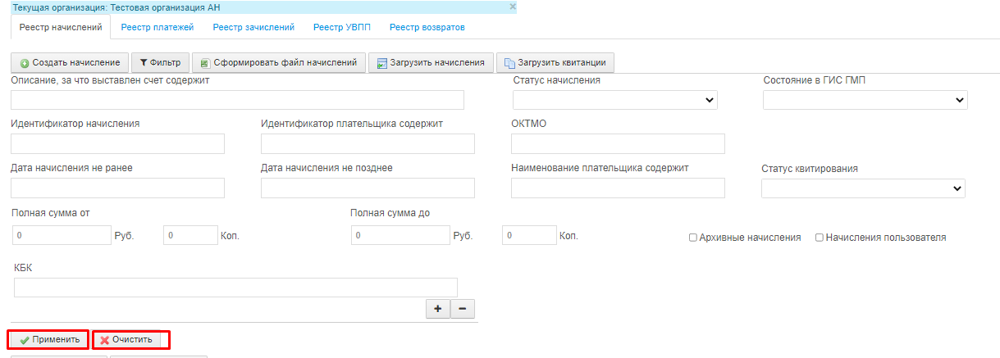 Текущая организация: Тестовая организация АН
Реестр начислений Реестр платежей Реестр зачислений Реестр УВПП Реестр возвратов
Создать начисление Фильтр Сформировать файл начислений Загрузить начисления Загрузить квитанции
Описание, за что выставлен счет содержит Статус начисления Состояние в ГИС ГМП
Идентификатор начисления Идентификатор плательщика содержит ОКТМО
Дата начисления не ранее Дата начисления не позднее Наименование плательщика содержит Статус квитирования
Полная сумма от Полная сумма до
0 Руб. 0 Коп. 0 Руб. 0 Коп. Архивные начисления Начисления пользователя
КБК
+ −
Применить Очистить